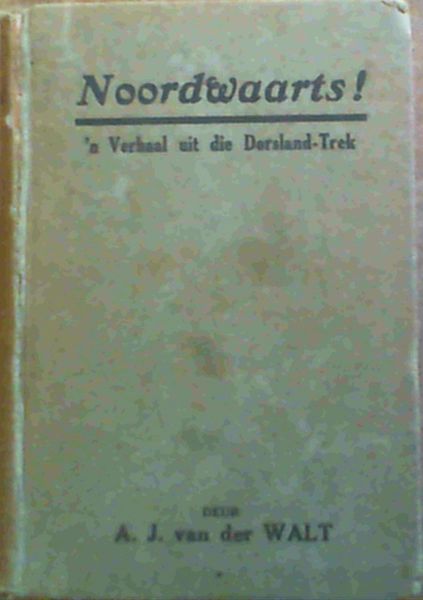 Noordwaarts!
'n Verhaal uit die Dorsland-Trek
DEUR
A. J. van der WALT